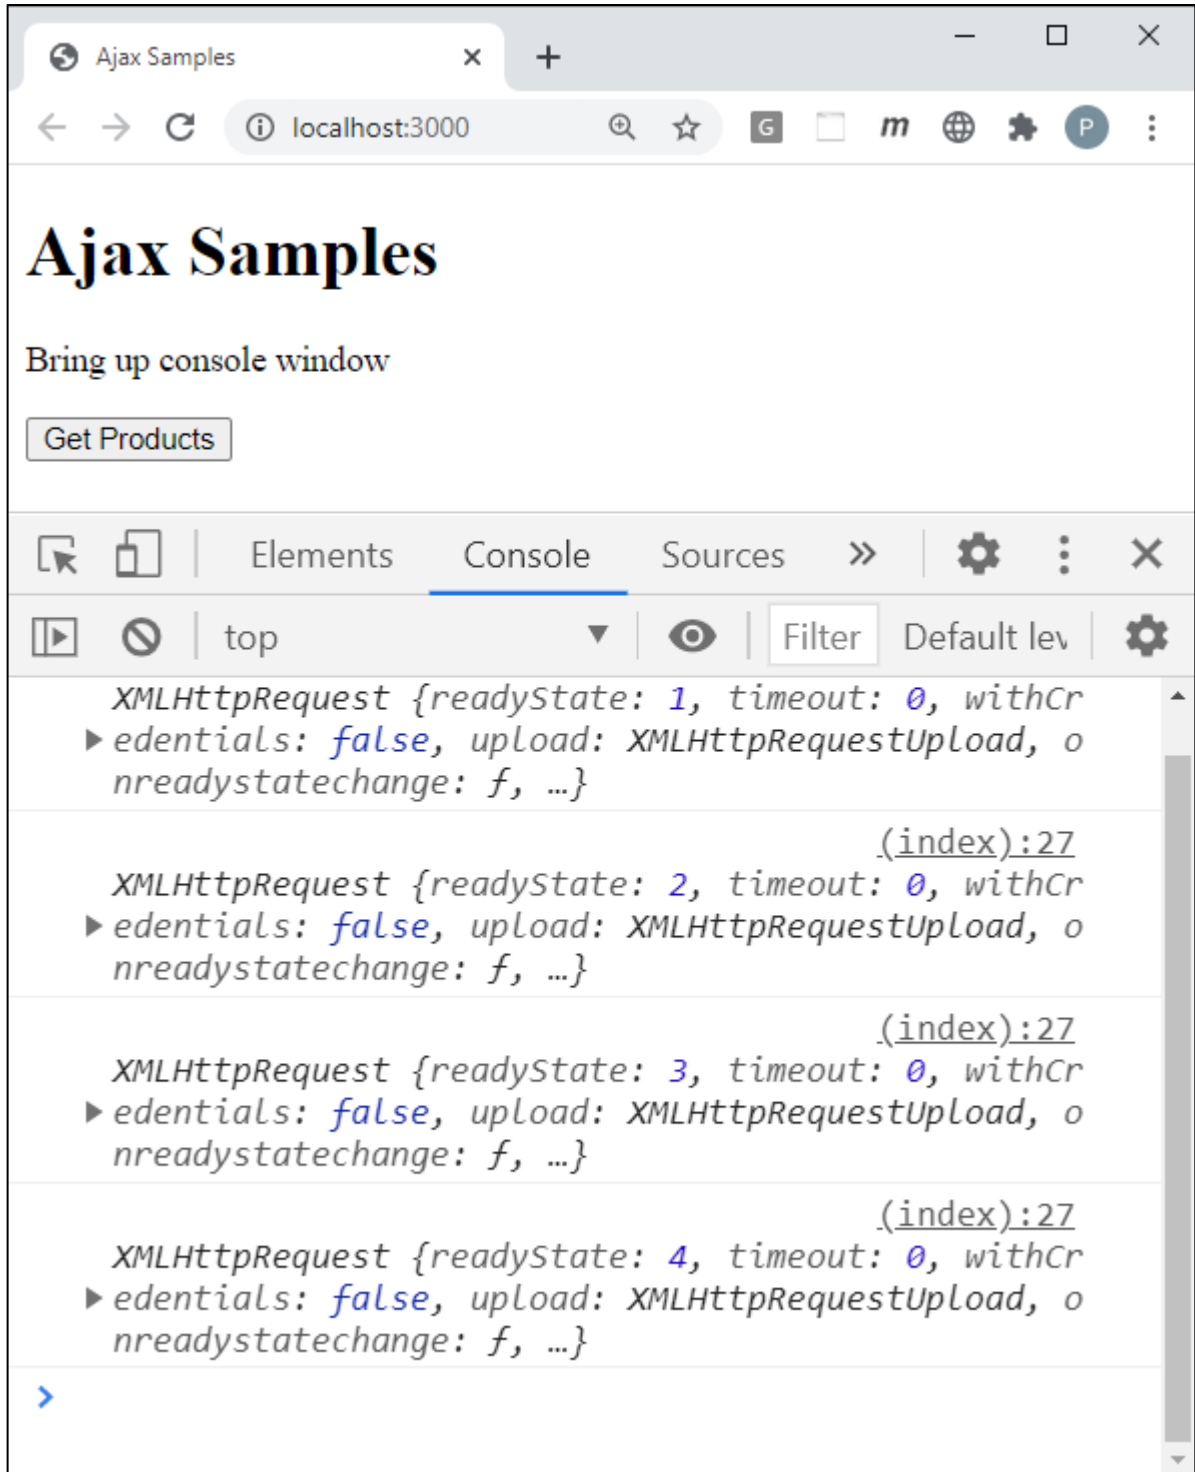 Ajax Samples
localhost:3000
G
m
P
Ajax Samples
Bring up console window
Get Products
Elements Console Sources
top Filter Default lev
XMLHttpRequest {readyState: 1, timeout: 0, withCr
edentials: false, upload: XMLHttpRequestUpload, o
nreadystatechange: f, …}
(index):27
XMLHttpRequest {readyState: 2, timeout: 0, withCr
edentials: false, upload: XMLHttpRequestUpload, o
nreadystatechange: f, …}
(index):27
XMLHttpRequest {readyState: 3, timeout: 0, withCr
edentials: false, upload: XMLHttpRequestUpload, o
nreadystatechange: f, …}
(index):27
XMLHttpRequest {readyState: 4, timeout: 0, withCr
edentials: false, upload: XMLHttpRequestUpload, o
nreadystatechange: f, …}